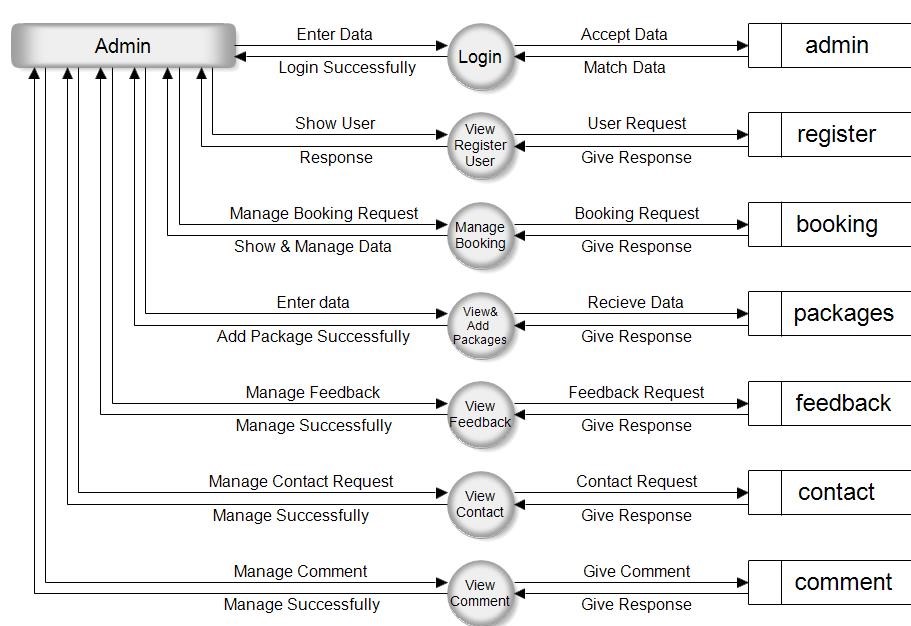 Enter Data
Accept Data
Admin
Login
admin
Login Successfully
Match Data
Show User
User Request
View
Register
User
register
Response
Give Response
Manage Booking Request
Booking Request
Manage
Booking
booking
Show & Manage Data
Give Response
Enter data
Recieve Data
View&
Add
Packages
packages
Add Package Successfully
Give Response
Manage Feedback
Feedback Request
View
Feedback
feedback
Manage Successfully
Give Response
Manage Contact Request
Contact Request
View
Contact
contact
Manage Successfully
Give Response
Manage Comment
Give Comment
View
Comment
comment
Manage Successfully
Give Response